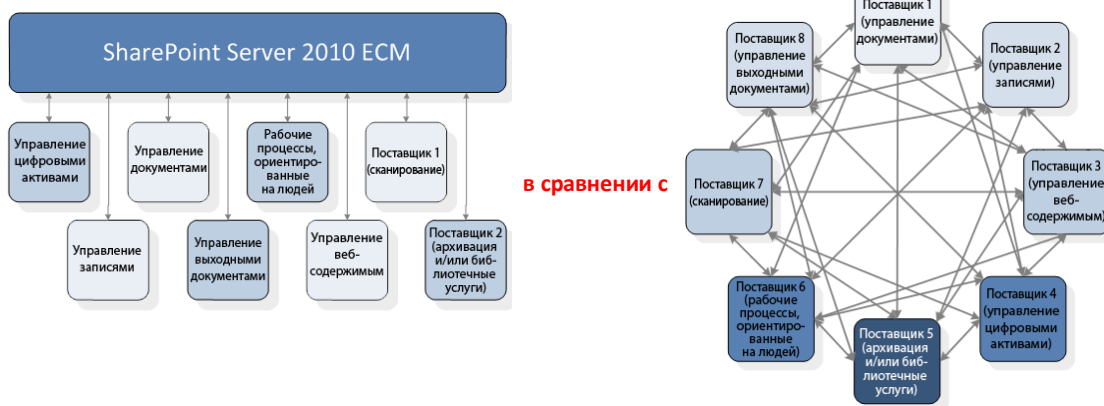 SharePoint Server 2010 ECM
Управление
цифровыми
активами
Управление
документами
Рабочие
процессы,
ориентиро-
ванные
на людей
Поставщик 1
(сканирование)
Управление
записями
Управление
выходными
документами
Управление
веб-
содержимым
Поставщик 2
(архивация
и/или биб-
лиотечные
услуги)
в сравнении с
Поставщик 1
(управление
документами)
Поставщик 8
(управление
выходными
документами)
Поставщик 2
(управление
записями)
Поставщик 7
(сканирование)
Поставщик 3
(управление
веб-
содержимым)
Поставщик 6
(рабочие
процессы,
ориентиро-
ванные
на людей)
Поставщик 4
(управление
цифровыми
активами)
Поставщик 5
(архивация
и/или биб-
лиотечные
услуги)